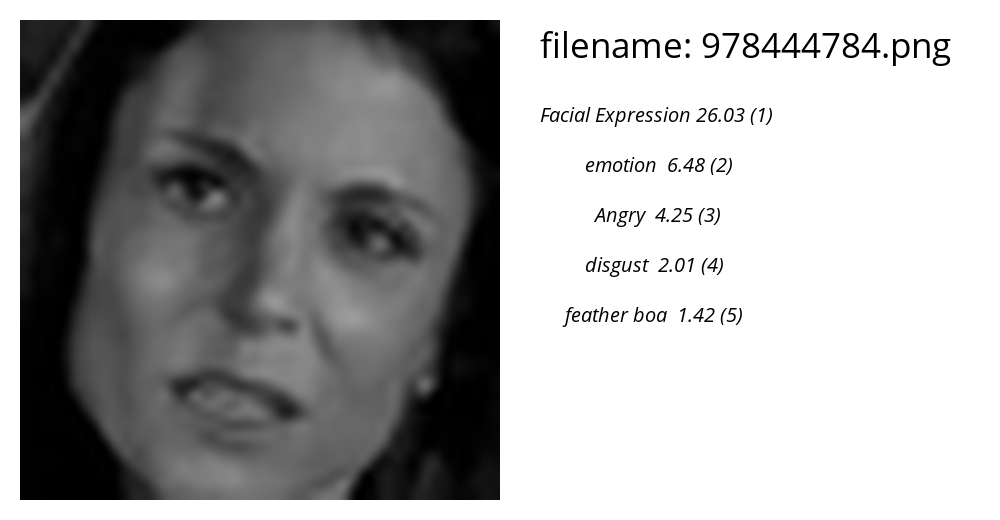 filename: 978444784.png
Facial Expression 26.03 (1)
emotion 6.48 (2)
Angry 4.25 (3)
disgust 2.01 (4)
feather boa 1.42 (5)